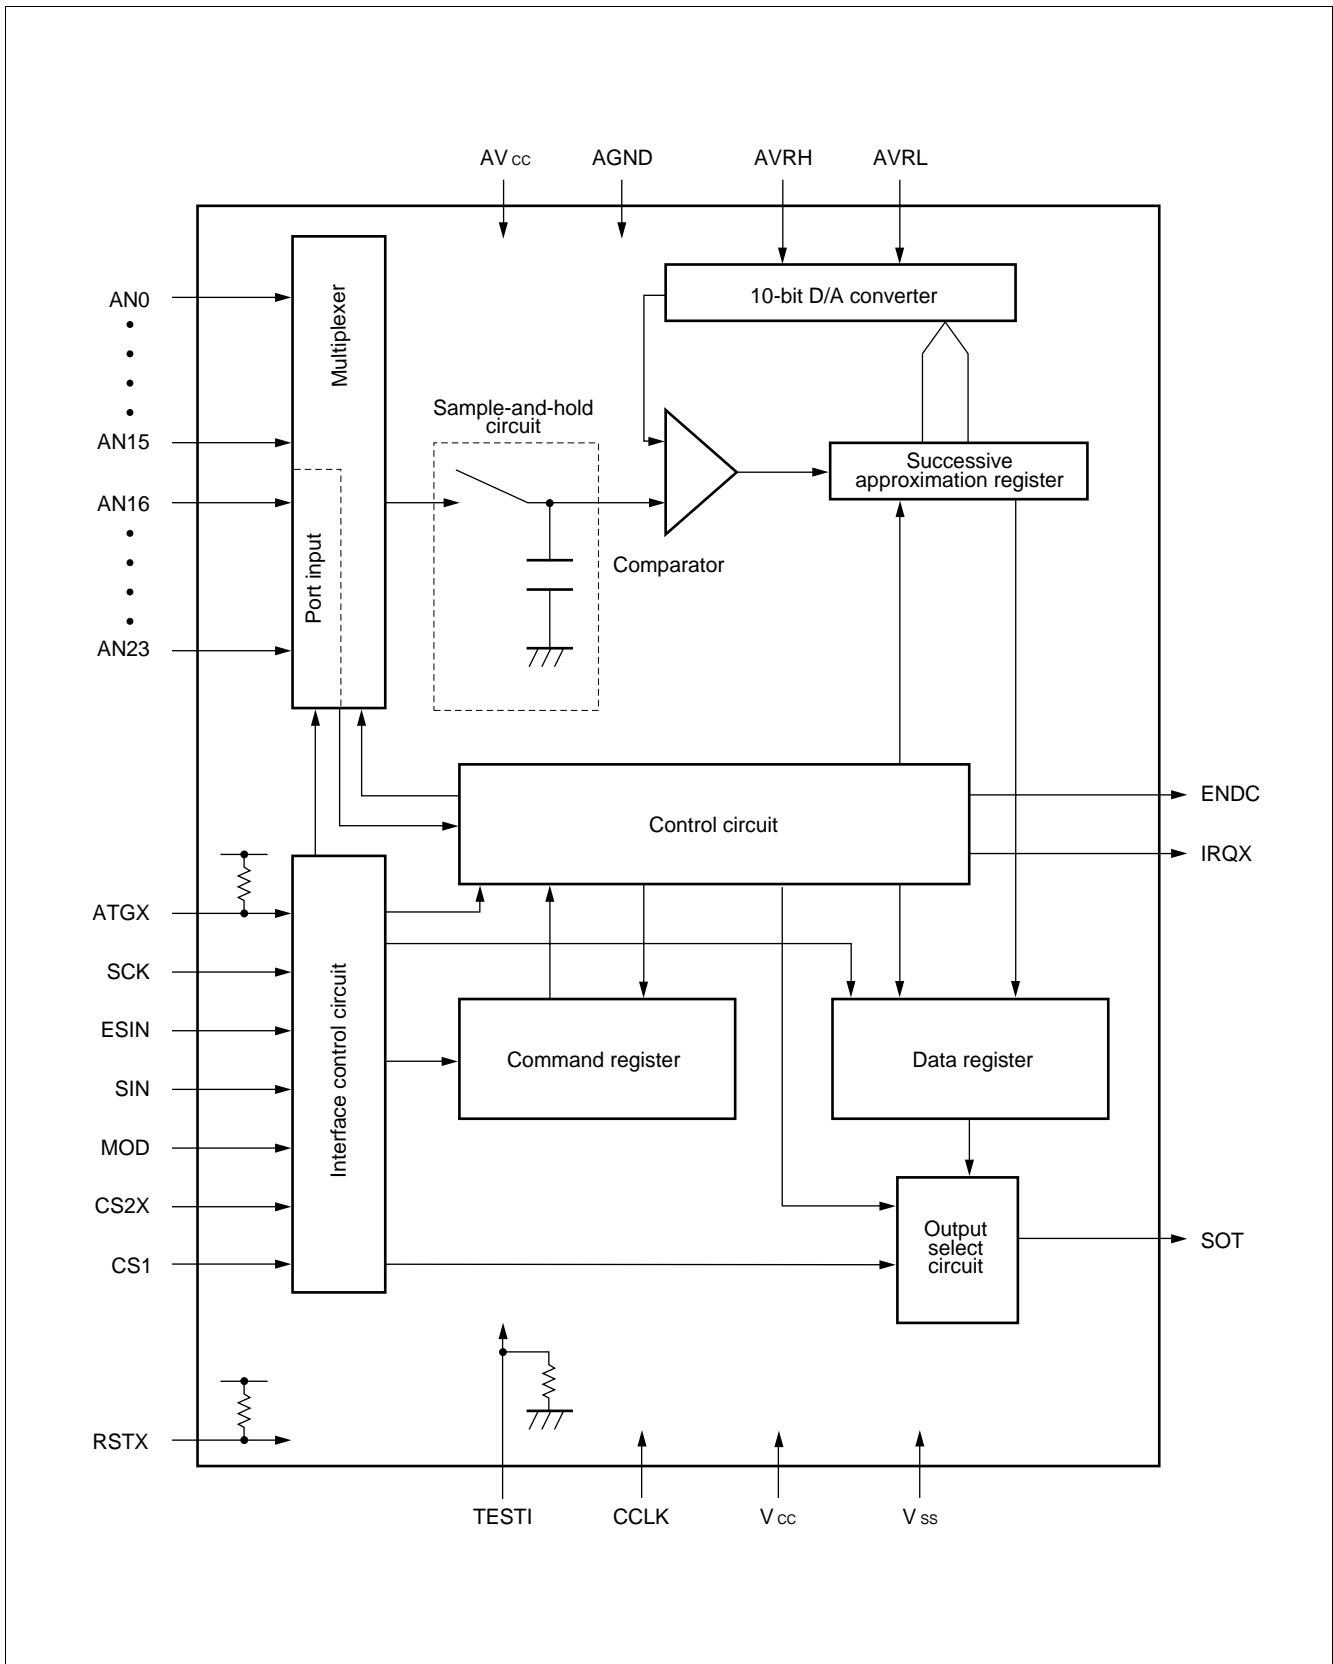 AVCC
AGND
AVRH
AVRL
10-bit D/A converter
AN0
Multiplexer
Sample-and-hold
circuit
AN15
Successive
approximation register
AN16
Port input
Comparator
AN23
ENDC
Control circuit
IRQX
ATGX
SCK
Interface control circuit
ESIN
Command register
Data register
SIN
MOD
CS2X
Output
select
circuit
SOT
CS1
RSTX
TESTI
CCLK
VCC
VSS